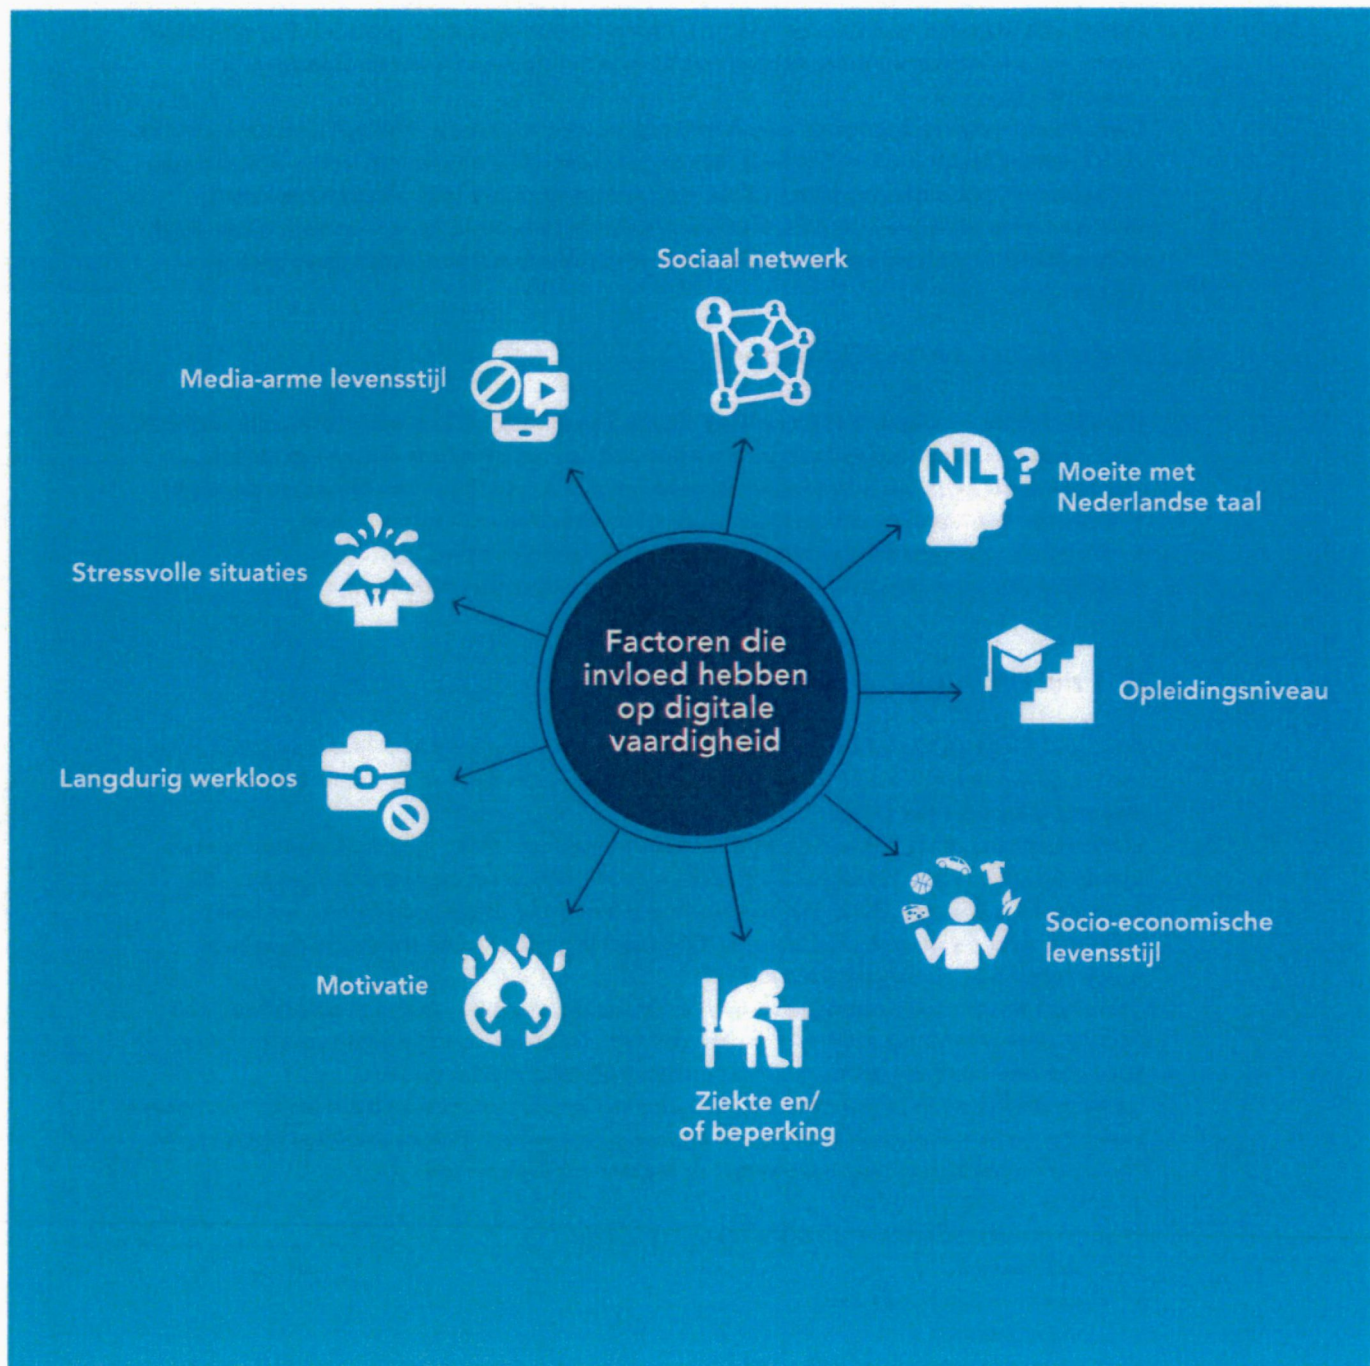 Sociaal netwerk
Media-arme levensstijl
NL ?
Moeite met
Nederlandse taal
Stressvolle situaties
Factoren die
invloed hebben
op digitale
vaardigheid
Opleidingsniveau
Langdurig werkloos
Socio-economische
levensstijl
Motivatie
Ziekte en/
of beperking